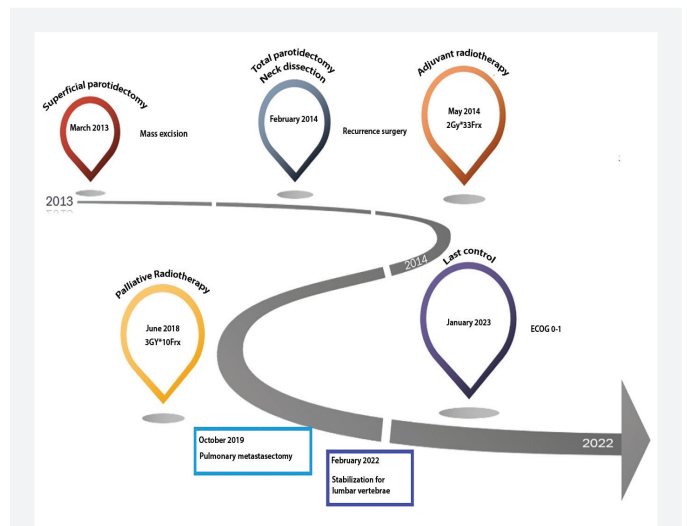 Superficial parotidectomy
March 2013
Mass excision
Total parotidectomy
Neck dissection
February 2014
Recurrence surgery
Adjuvant radiotherapy
May 2014
2Gy*33Frx
2013
2014
Palliative Radiotherapy
June 2018
3GY*10Frx
Last control
January 2023
ECOG 0-1
October 2019
Pulmonary metastasectomy
February 2022
Stabilization for
lumbar vertebrae
2022